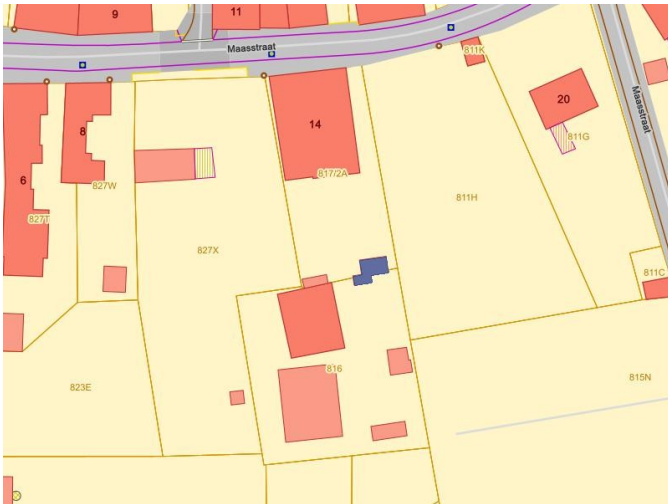 9
11
Maasstraat
811K
20
Maasstraat
8
14
811G
6
827W
817/2A
811H
827T
827X
811C
816
815N
823E